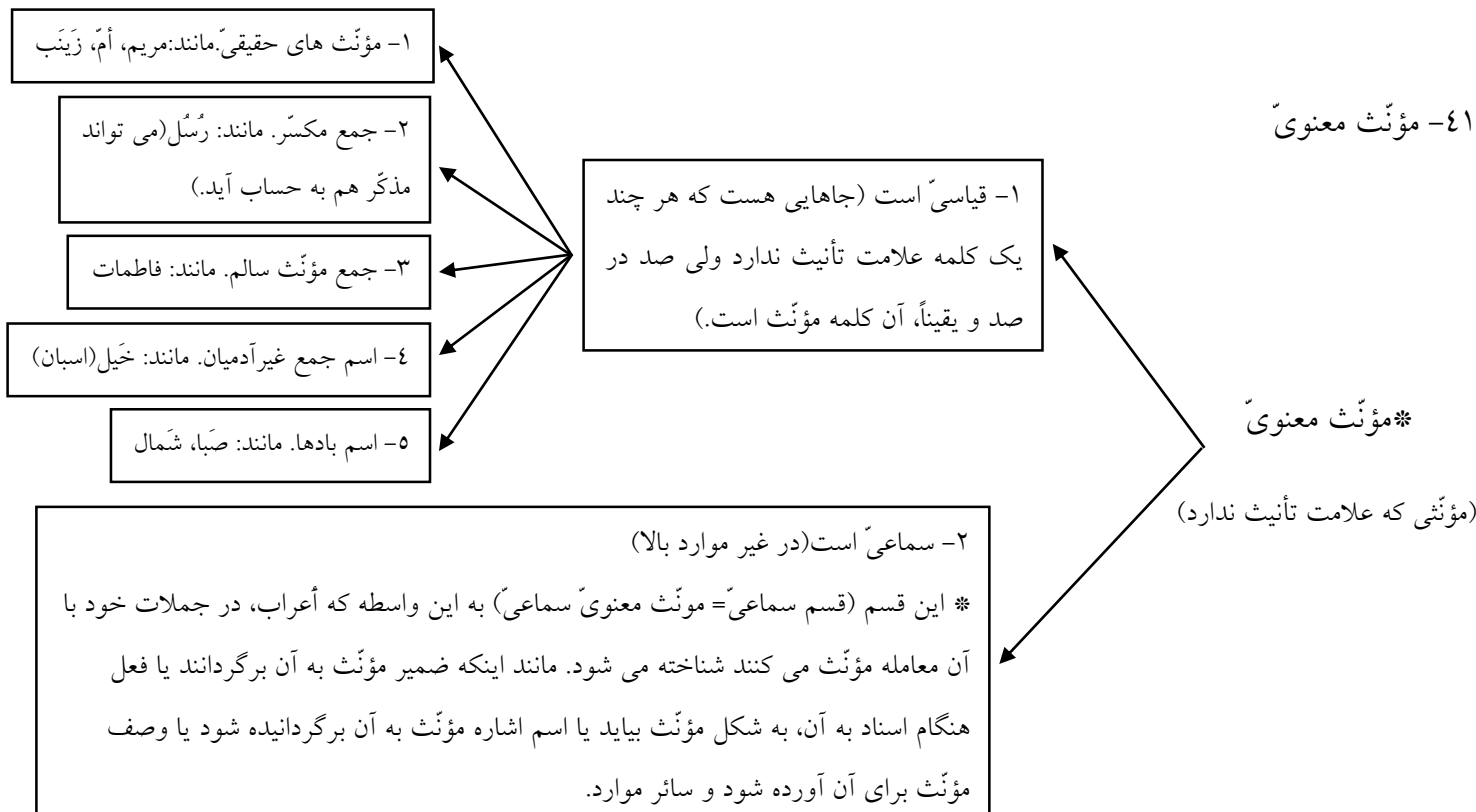 ٤١- مؤنّث معنویّ
*مؤنّث معنویّ
(مؤنّثی که علامت تأنیث ندارد)
١- قیاسیّ است (جاهایی هست که هر چند
یک کلمه علامت تأنیث ندارد ولی صد در
صد و یقیناً، آن کلمه مؤنّث است.)
١- مؤنّث های حقیقیّ.مانند:مریم، أمّ، زَینَب
٢- جمع مکسّر. مانند: رُسُل(می تواند
مذکّر هم به حساب آید.)
٣- جمع مؤنّث سالم. مانند: فاطمات
٤- اسم جمع غیرآدمیان. مانند: خَیل(اسبان)
٥- اسم بادها. مانند: صَبا، شَمال
٢- سماعیّ است(در غیر موارد بالا)
* این قسم (قسم سماعیّ= مونّث معنویّ سماعیّ) به این واسطه که أعراب، در جملات خود با
آن معامله مؤنّث می کنند شناخته می شود. مانند اینکه ضمیر مؤنّث به آن برگردانند یا فعل
هنگام اسناد به آن، به شکل مؤنّث بیاید یا اسم اشاره مؤنّث به آن برگردانیده شود یا وصف
مؤنّث برای آن آورده شود و سائر موارد.